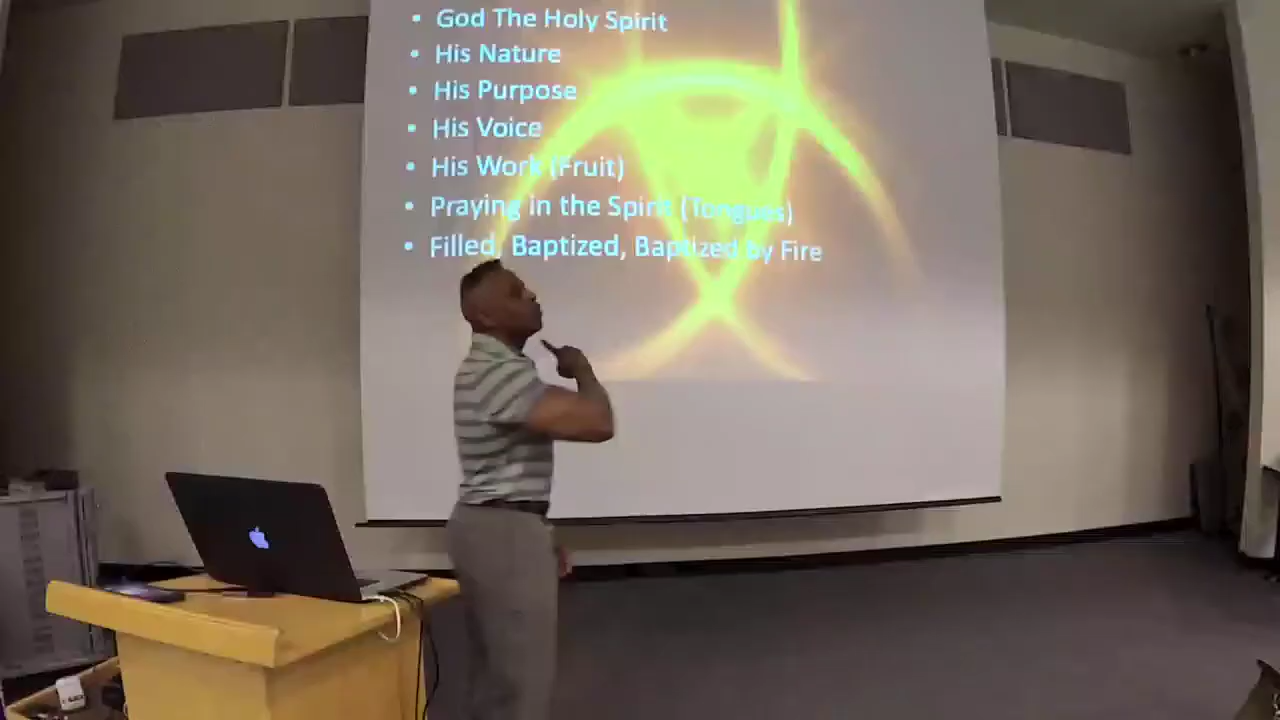 • God The Holy Spirit
• His Nature
• His Purpose
• His Voice
• His Work (Fruit)
• Praying in the Spirit (Tongues)
• Filled, Baptized, Baptized by Fire